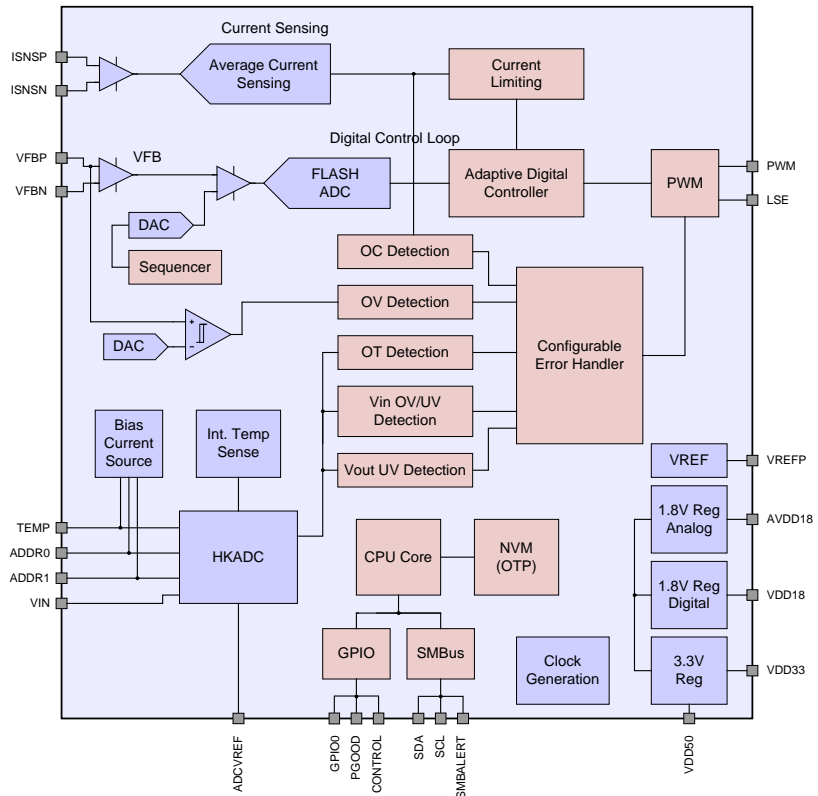 Current Sensing
ISNSP
ISNSN
Average Current
Sensing
Current
Limiting
Digital Control Loop
VFBP
VFBN
VFB
FLASH
ADC
Adaptive Digital
Controller
PWM
PWM
LSE
DAC
Sequencer
OC Detection
OV Detection
+
-
DAC
OT Detection
Configurable
Error Handler
Vin OV/UV
Detection
Vout UV Detection
Bias
Current
Source
Int. Temp
Sense
VREF
VREFP
TEMP
ADDR0
ADDR1
VIN
HKADC
CPU Core
NVM
(OTP)
1.8V Reg
Analog
AVDD18
1.8V Reg
Digital
VDD18
GPIO
SMBus
Clock
Generation
3.3V
Reg
VDD33
ADCVREF
GPIO0
PGOOD
CONTROL
SDA
SCL
SMBALERT
VDD50